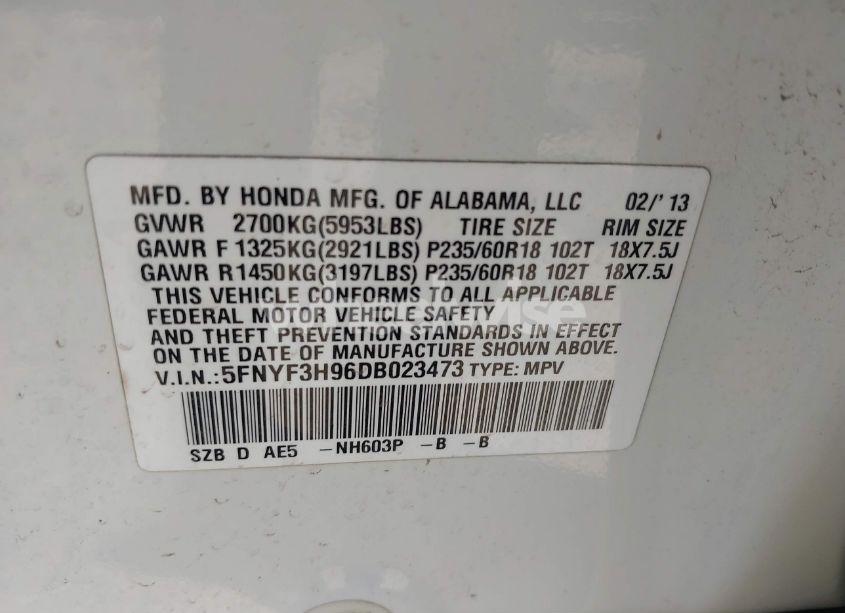 MFD. BY HONDA MFG. OF ALABAMA, LLC 02/' 13
GVWR 2700KG(5953LBS) TIRE SIZE RIM SIZE
GAWR F 1325KG(2921LBS) P235/60R18 102T 18X7.5J
GAWR R1450KG(3197LBS) P235/60R18 102T 18X7.5J
THIS VEHICLE CONFORMS TO ALL APPLICABLE
FEDERAL MOTOR VEHICLE SAFETY
AND THEFT PREVENTION STANDARDS IN EFFECT
ON THE DATE OF MANUFACTURE SHOWN ABOVE.
V.I.N.:5FNYF3H96DB023473 TYPE: MPV
SZB D AE5 -NH603P -B -B